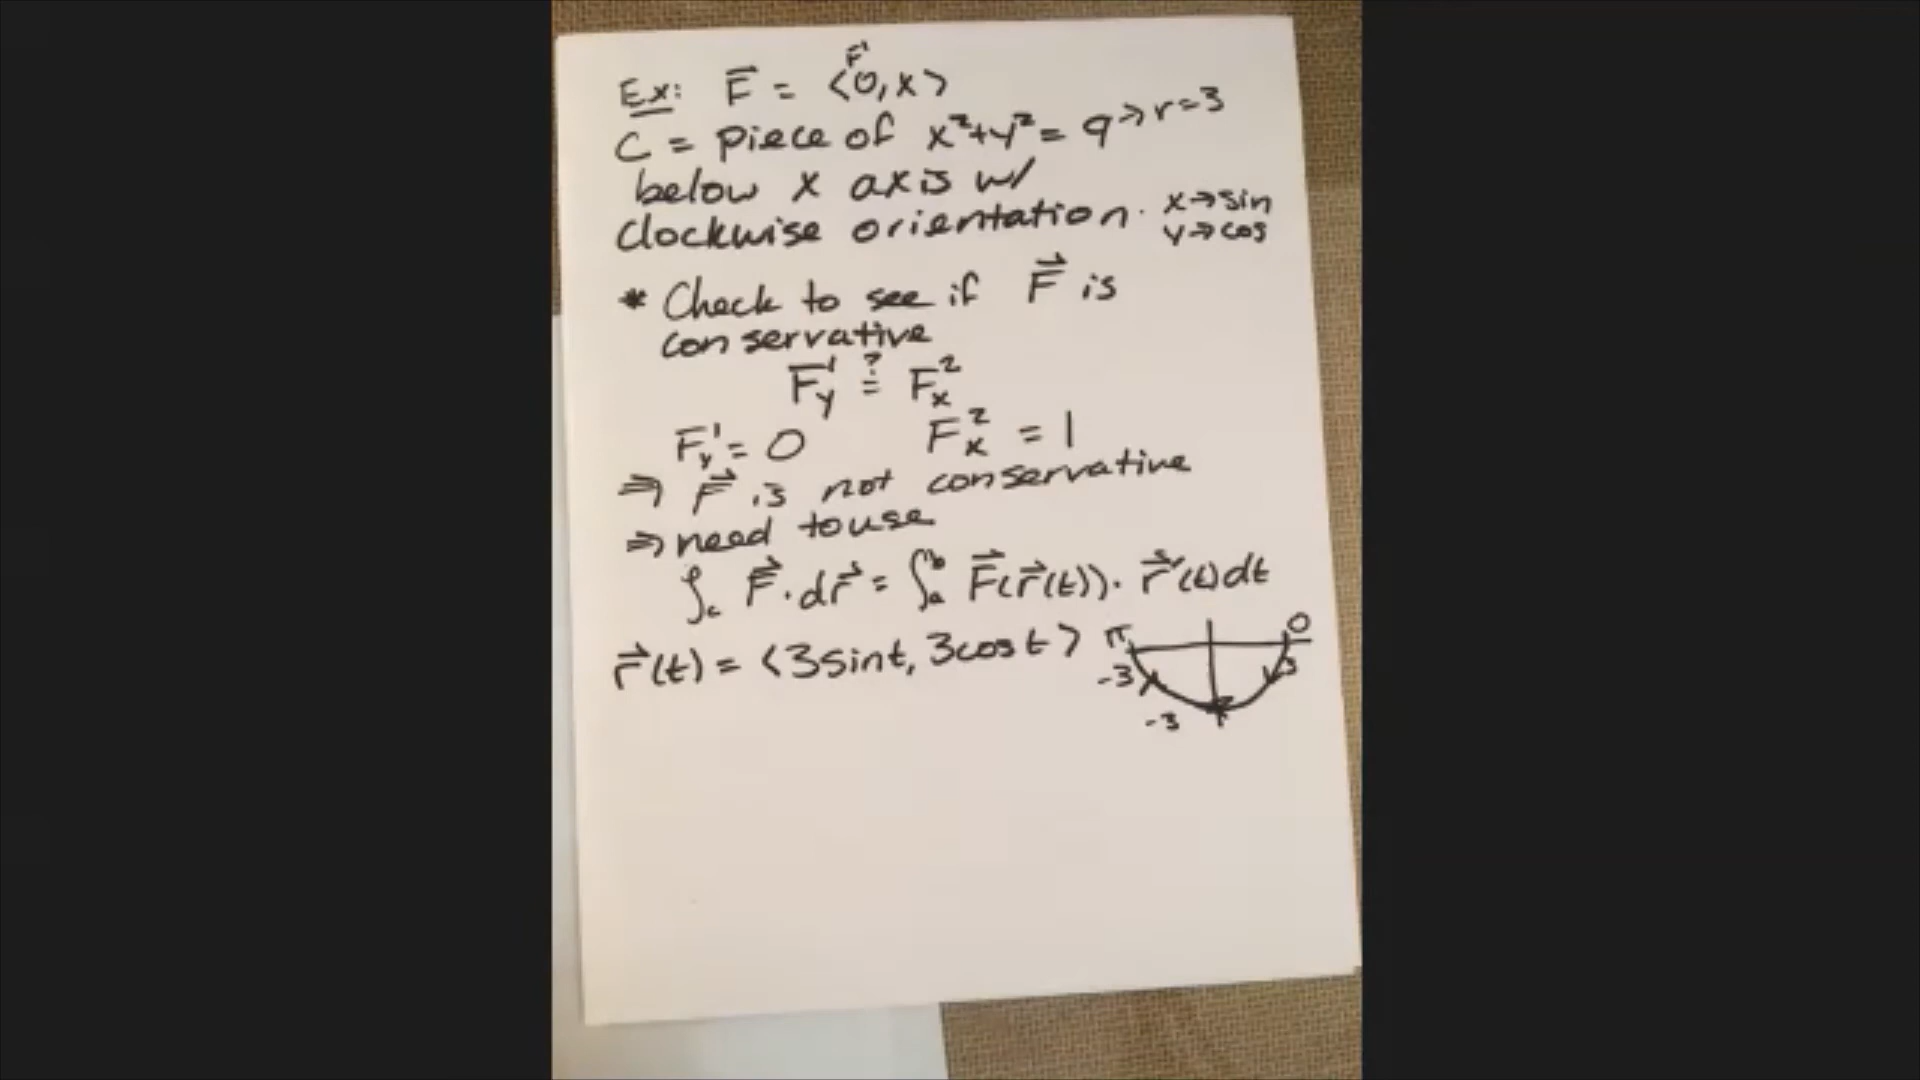 F¹
Ex: F⃗ = ⟨0, x⟩
C = piece of x²+y² = 9 → r=3
below x axis w/
clockwise orientation. x→sin
y→cos
* Check to see if F⃗ is
conservative
F¹y ≟ F²x
F¹y = 0 F²x = 1
⇒ F⃗ is not conservative
⇒ need to use
∫c F⃗ · dr⃗ = ∫ₐᵇ F⃗(r⃗(t)) · r⃗'(t) dt
r⃗(t) = ⟨3sint, 3cost⟩ π 0
-3 3
-3